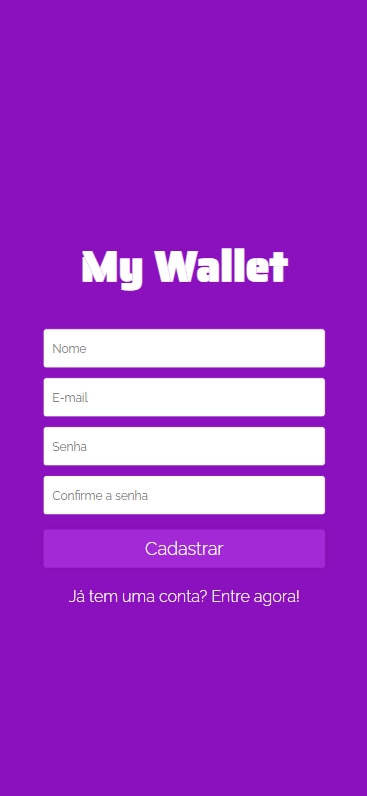 My Wallet
Nome
E-mail
Senha
Confirme a senha
Cadastrar
Já tem uma conta? Entre agora!